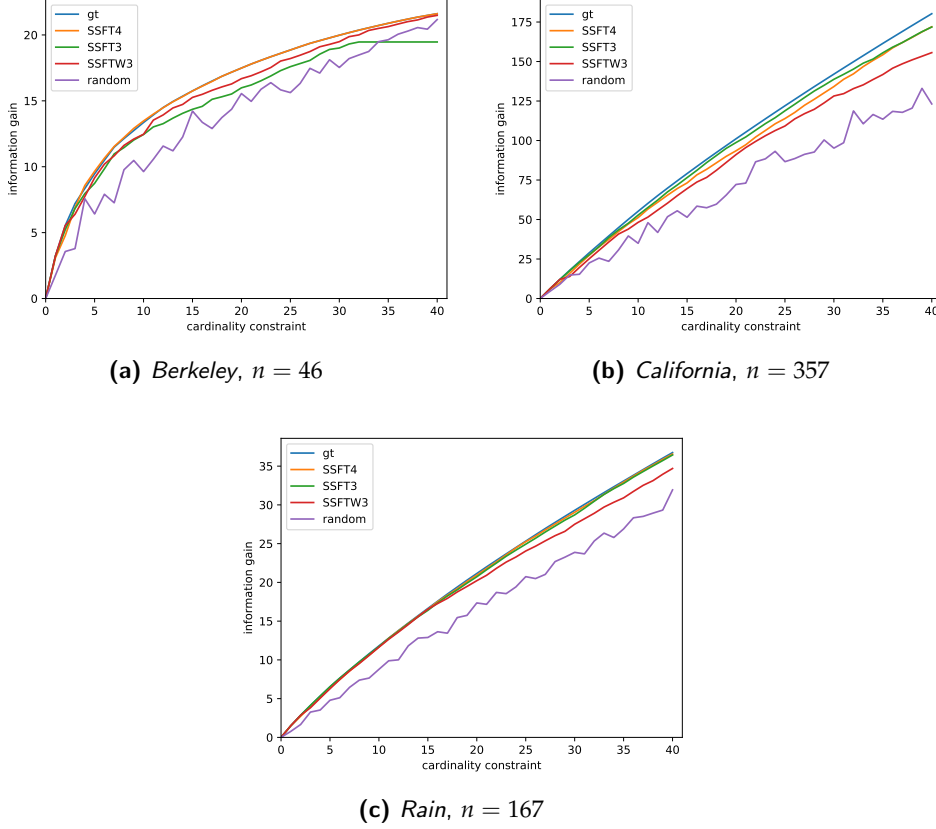 gt
SSFT4
SSFT3
SSFTW3
random
information gain
20
15
10
5
0
0 5 10 15 20 25 30 35 40
cardinality constraint
(a) Berkeley, n = 46
gt
SSFT4
SSFT3
SSFTW3
random
information gain
175
150
125
100
75
50
25
0
0 5 10 15 20 25 30 35 40
cardinality constraint
(b) California, n = 357
gt
SSFT4
SSFT3
SSFTW3
random
information gain
35
30
25
20
15
10
5
0
0 5 10 15 20 25 30 35 40
cardinality constraint
(c) Rain, n = 167